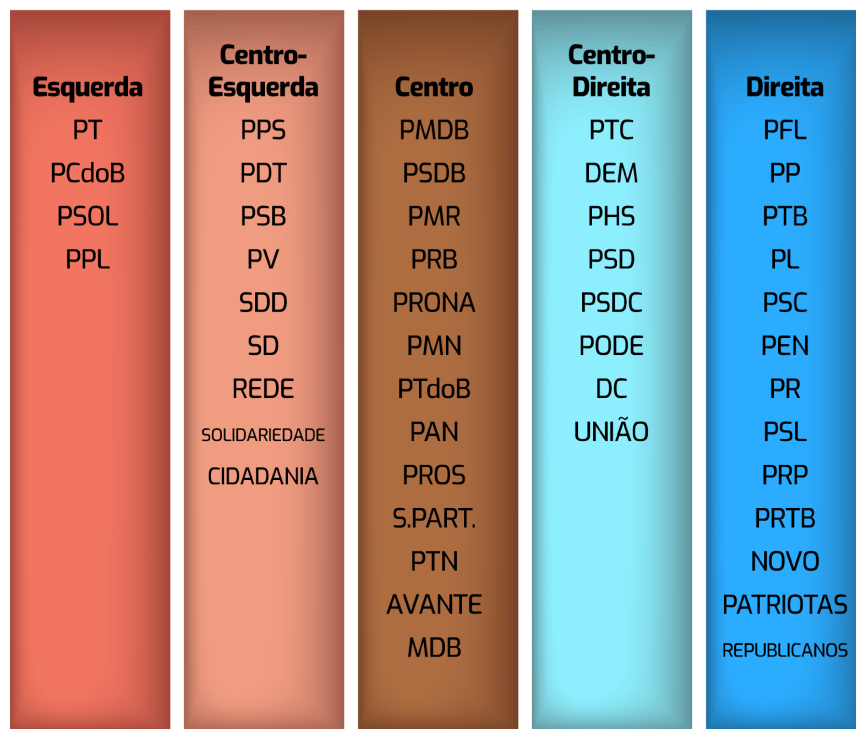 Esquerda
PT
PCdoB
PSOL
PPL
Centro-
Esquerda
PPS
PDT
PSB
PV
SDD
SD
REDE
SOLIDARIEDADE
CIDADANIA
Centro
PMDB
PSDB
PMR
PRB
PRONA
PMN
PTdoB
PAN
PROS
S.PART.
PTN
AVANTE
MDB
Centro-
Direita
PTC
DEM
PHS
PSD
PSDC
PODE
DC
UNIÃO
Direita
PFL
PP
PTB
PL
PSC
PEN
PR
PSL
PRP
PRTB
NOVO
PATRIOTAS
REPUBLICANOS